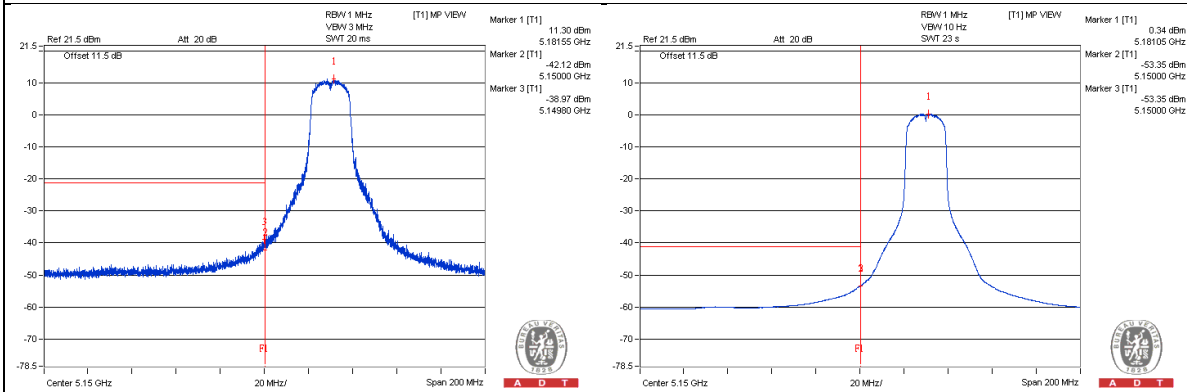 RBW 1 MHz
[T1] MP VIEW
VBW 3 MHz
Ref 21.5 dBm
Att 20 dB
SWT 20 ms
Marker 1 [T1]
11.30 dBm
5.18155 GHz
Marker 2 [T1]
-42.12 dBm
5.15000 GHz
Marker 3 [T1]
-38.97 dBm
5.14980 GHz
21.5
Offset 11.5 dB
1
10
0
-10
-20
-30
3
2
-40
-50
-60
-70
F1
-78.5
Center 5.15 GHz
20 MHz/
Span 200 MHz
BUREAU VERITAS
1828
A D T
RBW 1 MHz
[T1] MP VIEW
VBW 10 Hz
Ref 21.5 dBm
Att 20 dB
SWT 23 s
Marker 1 [T1]
0.34 dBm
5.18105 GHz
Marker 2 [T1]
-53.35 dBm
5.15000 GHz
Marker 3 [T1]
-53.35 dBm
5.15000 GHz
21.5
Offset 11.5 dB
10
1
0
-10
-20
-30
-40
-50
-60
-70
F1
-78.5
Center 5.15 GHz
20 MHz/
Span 200 MHz
BUREAU VERITAS
1828
A D T